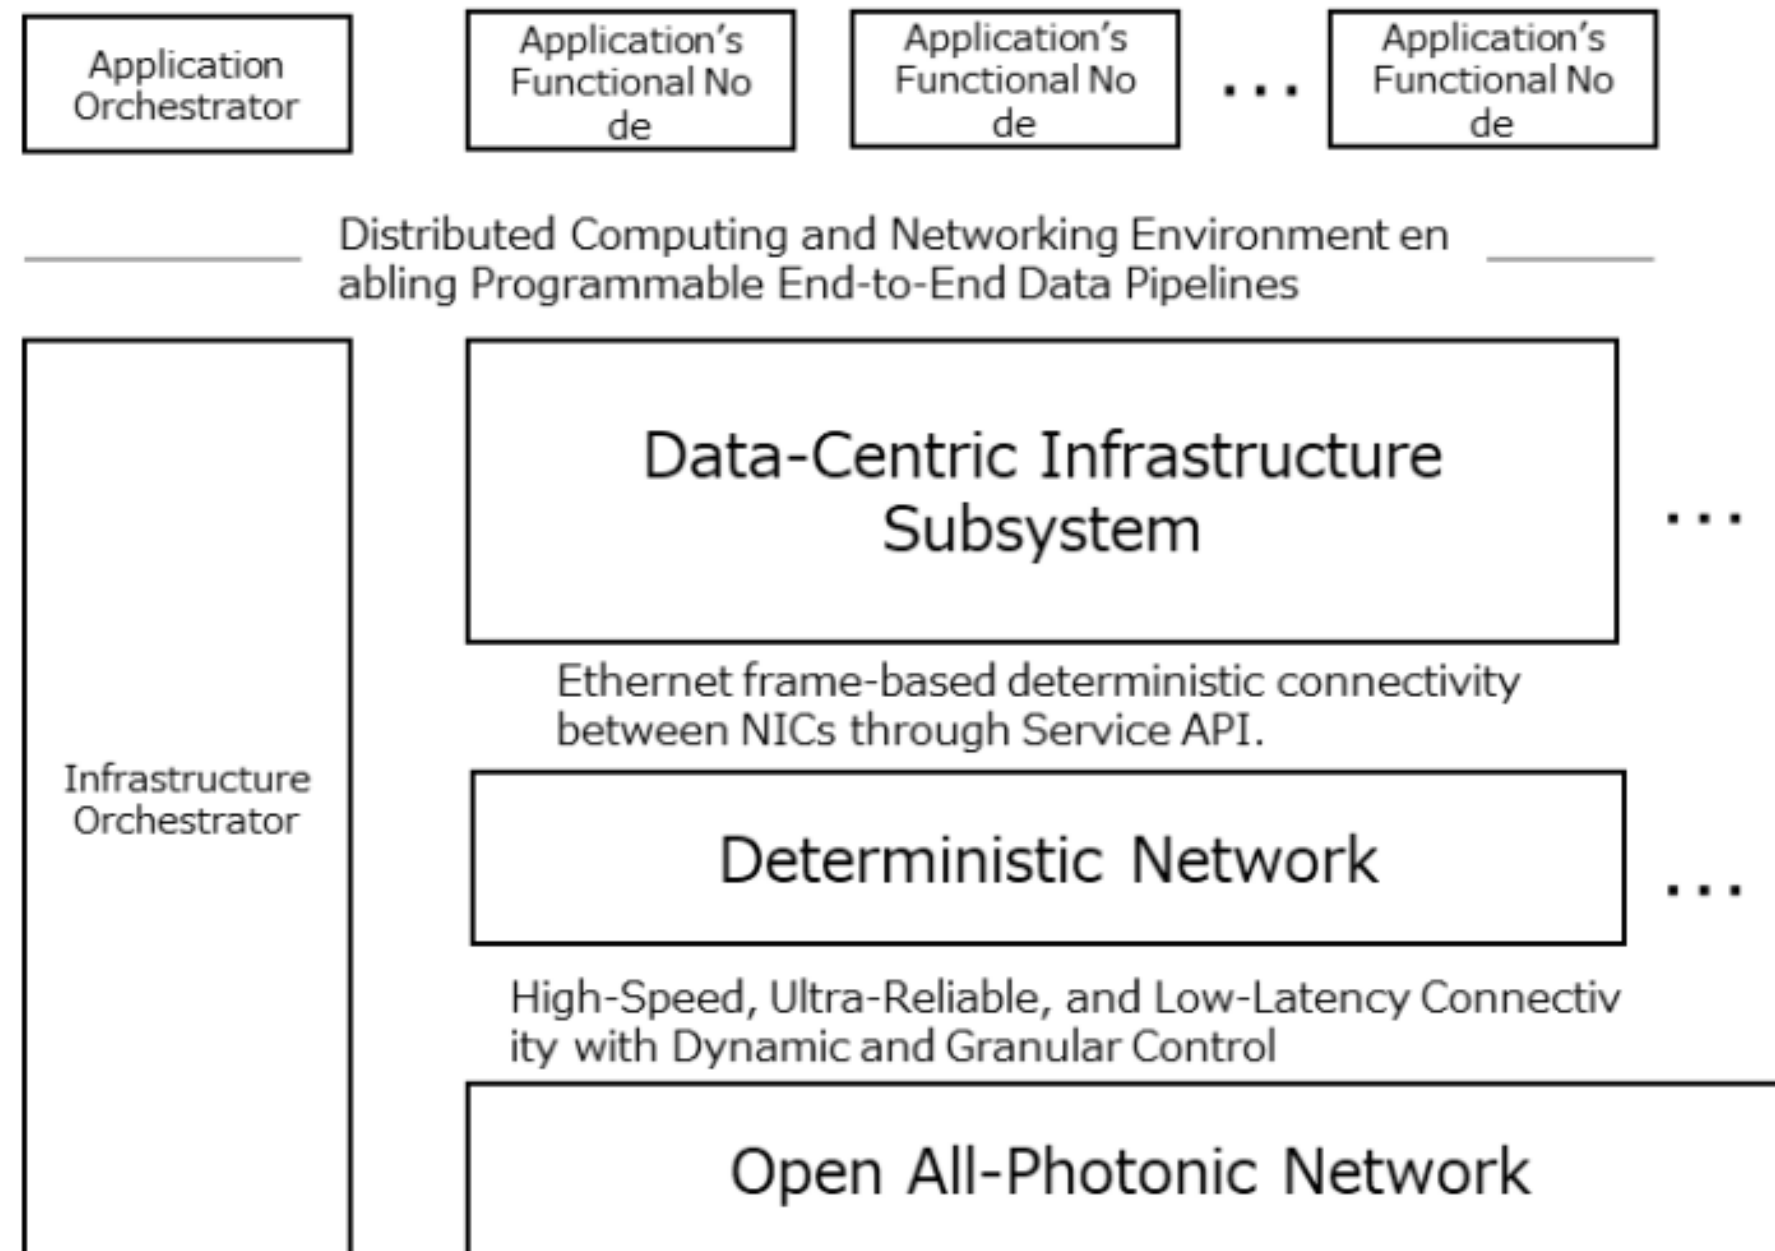 Application
Orchestrator
Application's
Functional No
de
Application's
Functional No
de
...
Application's
Functional No
de
Distributed Computing and Networking Environment en
abling Programmable End-to-End Data Pipelines
Infrastructure
Orchestrator
Data-Centric Infrastructure
Subsystem
...
Ethernet frame-based deterministic connectivity
between NICs through Service API.
Deterministic Network
...
High-Speed, Ultra-Reliable, and Low-Latency Connectiv
ity with Dynamic and Granular Control
Open All-Photonic Network